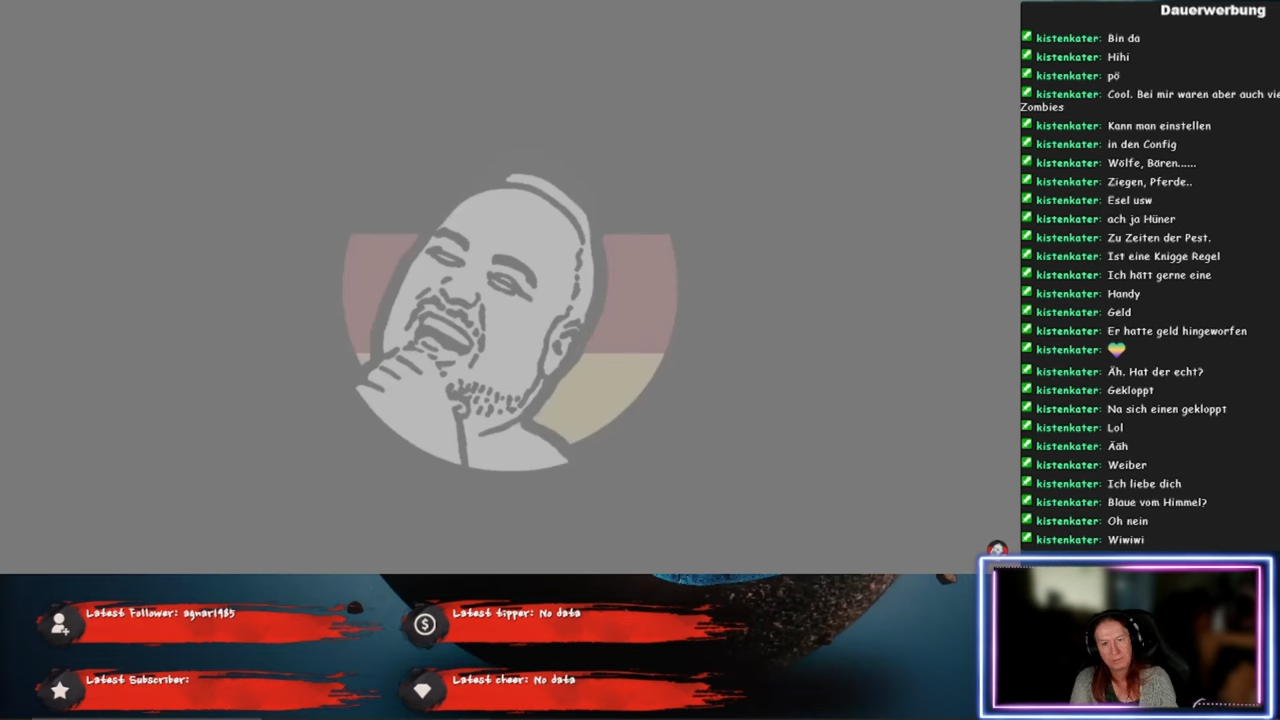 Dauerwerbung
kistenkater: Bin da
kistenkater: Hihi
kistenkater: pö
kistenkater: Cool. Bei mir waren aber auch vie
Zombies
kistenkater: Kann man einstellen
kistenkater: in den Config
kistenkater: Wölfe, Bären......
kistenkater: Ziegen, Pferde..
kistenkater: Esel usw
kistenkater: ach ja Hüner
kistenkater: Zu Zeiten der Pest.
kistenkater: Ist eine Knigge Regel
kistenkater: Ich hätt gerne eine
kistenkater: Handy
kistenkater: Geld
kistenkater: Er hatte geld hingeworfen
kistenkater:
kistenkater: Äh. Hat der echt?
kistenkater: Gekloppt
kistenkater: Na sich einen gekloppt
kistenkater: Lol
kistenkater: Ääh
kistenkater: Weiber
kistenkater: Ich liebe dich
kistenkater: Blaue vom Himmel?
kistenkater: Oh nein
kistenkater: Wiwiwi
Latest Follower: agnar1985
Latest tipper: No data
Latest Subscriber:
Latest cheer: No data